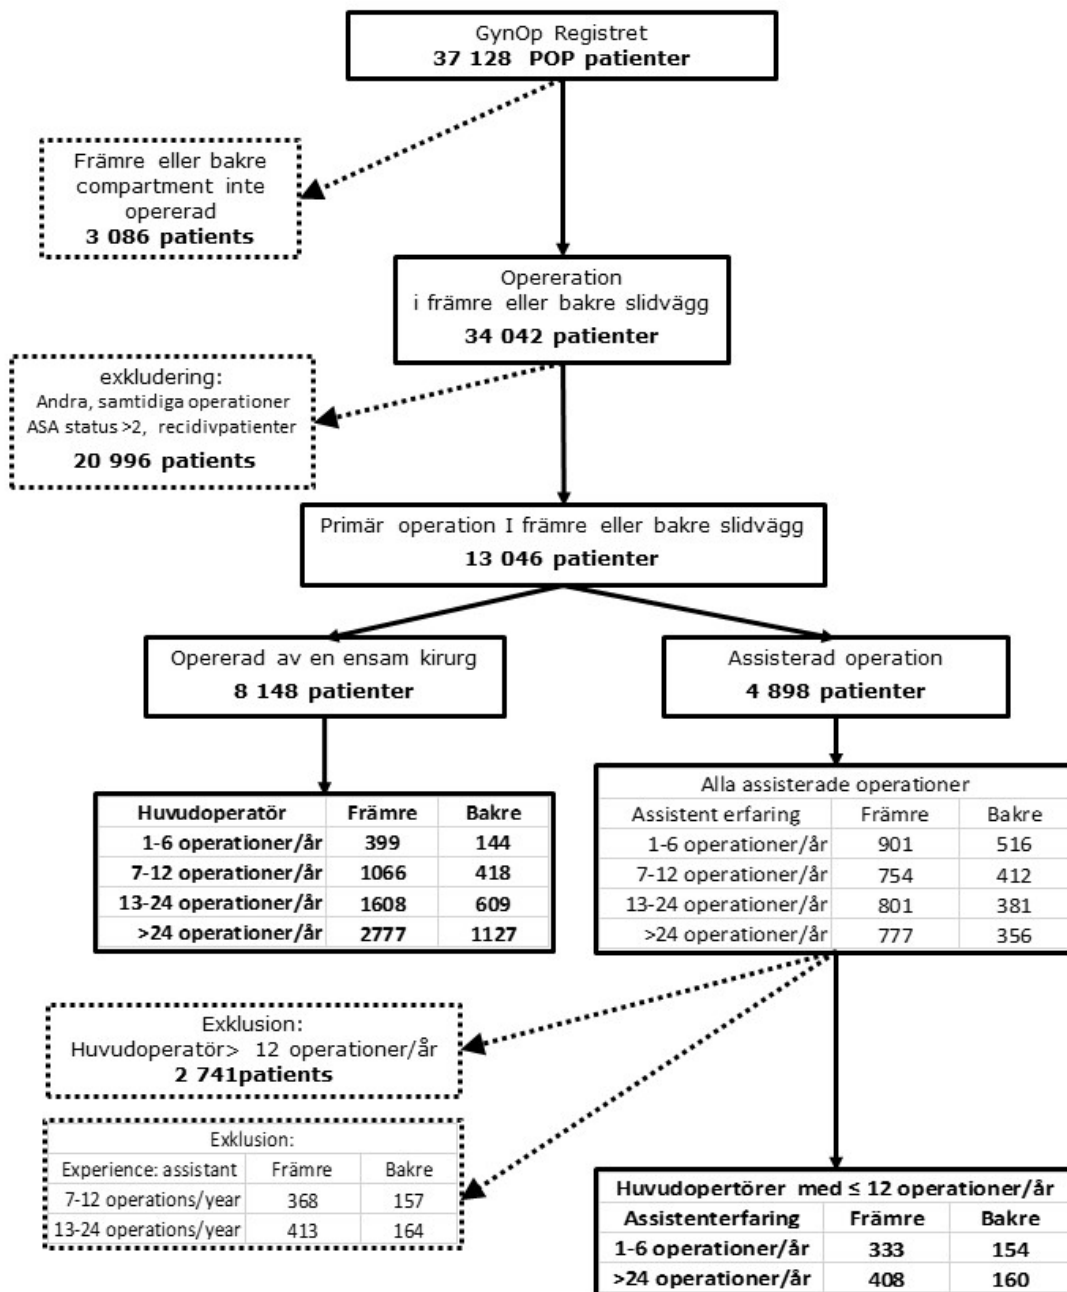 GynOp Registret
37 128 POP patienter
Främre eller bakre
compartment inte
opererad
3 086 patients
Opereration
i främre eller bakre slidvägg
34 042 patienter
exkludering:
Andra, samtidiga operationer
ASA status >2, recidivpatienter
20 996 patients
Primär operation I främre eller bakre slidvägg
13 046 patienter
Opererad av en ensam kirurg
8 148 patienter
Assisterad operation
4 898 patienter
Huvudoperatör Främre Bakre
1-6 operationer/år 399 144
7-12 operationer/år 1066 418
13-24 operationer/år 1608 609
>24 operationer/år 2777 1127
Alla assisterade operationer
Assistent erfaring Främre Bakre
1-6 operationer/år 901 516
7-12 operationer/år 754 412
13-24 operationer/år 801 381
>24 operationer/år 777 356
Exklusion:
Huvudoperatör> 12 operationer/år
2 741patients
Exklusion:
Experience: assistant Främre Bakre
7-12 operations/year 368 157
13-24 operations/year 413 164
Huvudopertörer med ≤ 12 operationer/år
Assistenterfaring Främre Bakre
1-6 operationer/år 333 154
>24 operationer/år 408 160